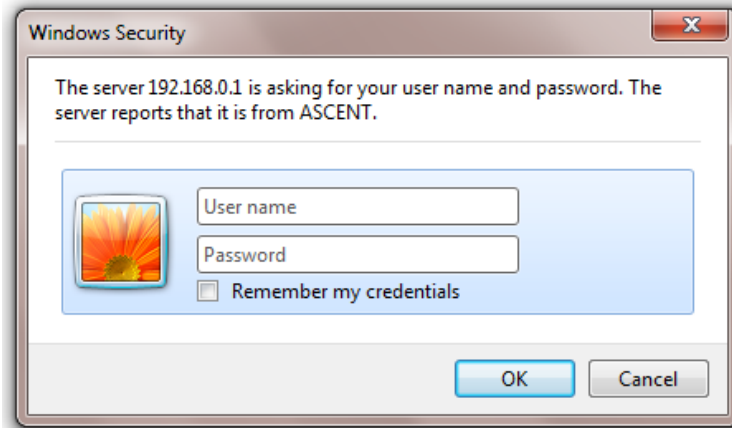 Windows Security
The server 192.168.0.1 is asking for your user name and password. The
server reports that it is from ASCENT.
User name
Password
Remember my credentials
OK
Cancel